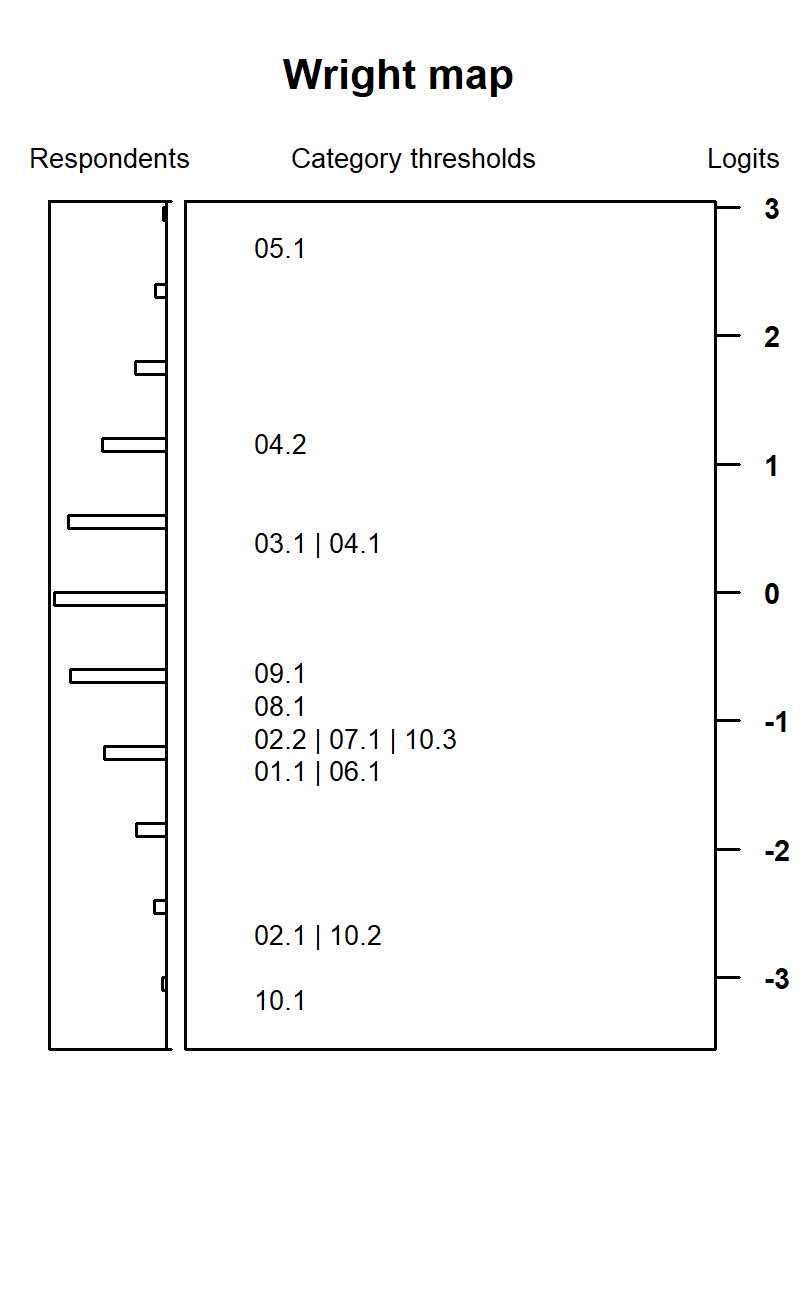 Wright map
Respondents Category thresholds Logits
3
05.1
2
04.2
1
03.1 | 04.1
0
09.1
08.1
-1
02.2 | 07.1 | 10.3
01.1 | 06.1
-2
02.1 | 10.2
-3
10.1